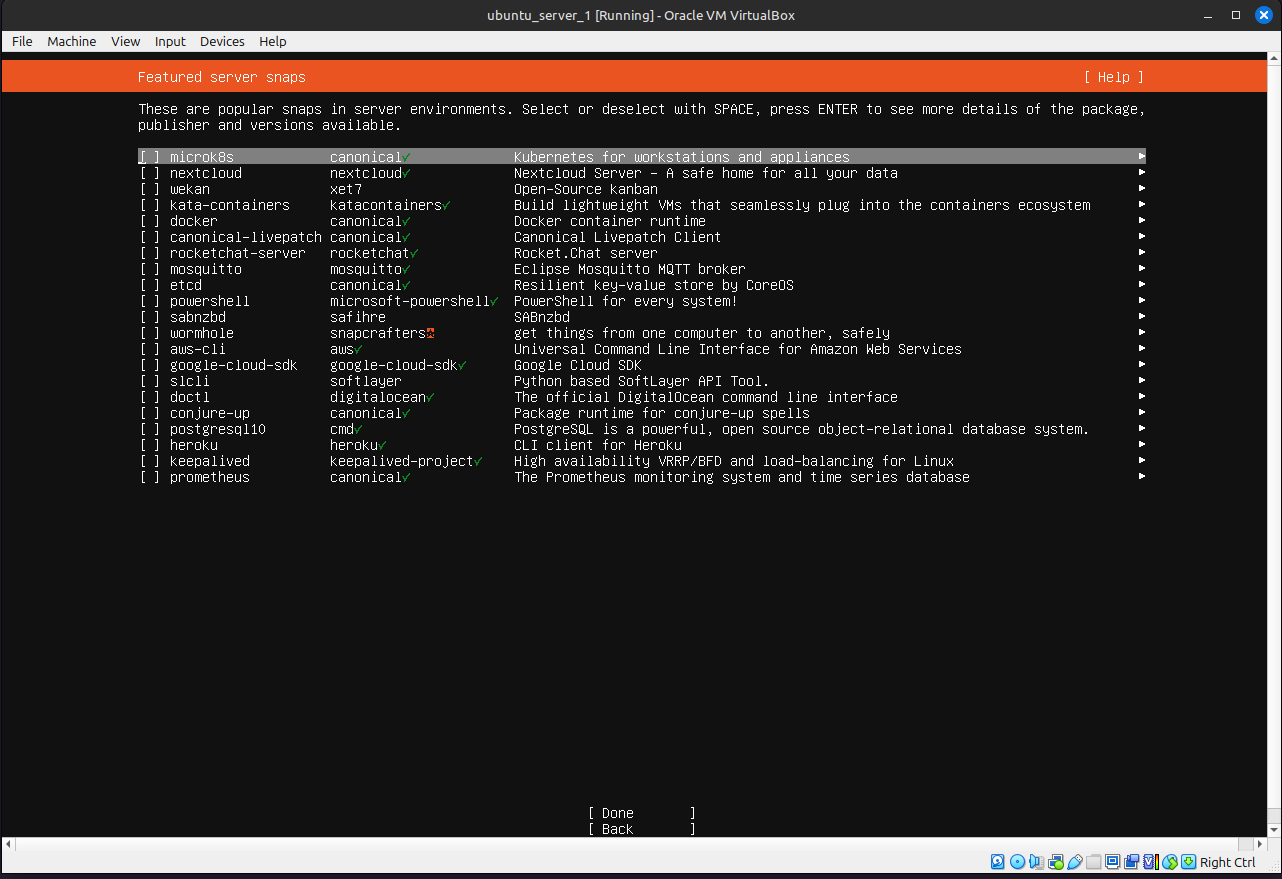 ubuntu_server_1 [Running] - Oracle VM VirtualBox
File Machine View Input Devices Help
Featured server snaps [ Help ]
These are popular snaps in server environments. Select or deselect with SPACE, press ENTER to see more details of the package,
publisher and versions available.
[ ] microk8s canonical✓ Kubernetes for workstations and appliances ▸
[ ] nextcloud nextcloud✓ Nextcloud Server - A safe home for all your data ▸
[ ] wekan xet7 Open-Source kanban ▸
[ ] kata-containers katacontainers✓ Build lightweight VMs that seamlessly plug into the containers ecosystem ▸
[ ] docker canonical✓ Docker container runtime ▸
[ ] canonical-livepatch canonical✓ Canonical Livepatch Client ▸
[ ] rocketchat-server rocketchat✓ Rocket.Chat server ▸
[ ] mosquitto mosquitto✓ Eclipse Mosquitto MQTT broker ▸
[ ] etcd canonical✓ Resilient key-value store by CoreOS ▸
[ ] powershell microsoft-powershell✓ PowerShell for every system! ▸
[ ] sabnzbd safihre SABnzbd ▸
[ ] wormhole snapcrafters get things from one computer to another, safely ▸
[ ] aws-cli aws✓ Universal Command Line Interface for Amazon Web Services ▸
[ ] google-cloud-sdk google-cloud-sdk✓ Google Cloud SDK ▸
[ ] slcli softlayer Python based SoftLayer API Tool. ▸
[ ] doctl digitalocean✓ The official DigitalOcean command line interface ▸
[ ] conjure-up canonical✓ Package runtime for conjure-up spells ▸
[ ] postgresql10 cmd✓ PostgreSQL is a powerful, open source object-relational database system. ▸
[ ] heroku heroku✓ CLI client for Heroku ▸
[ ] keepalived keepalived-project✓ High availability VRRP/BFD and load-balancing for Linux ▸
[ ] prometheus canonical✓ The Prometheus monitoring system and time series database ▸
[ Done ]
[ Back ]
Right Ctrl